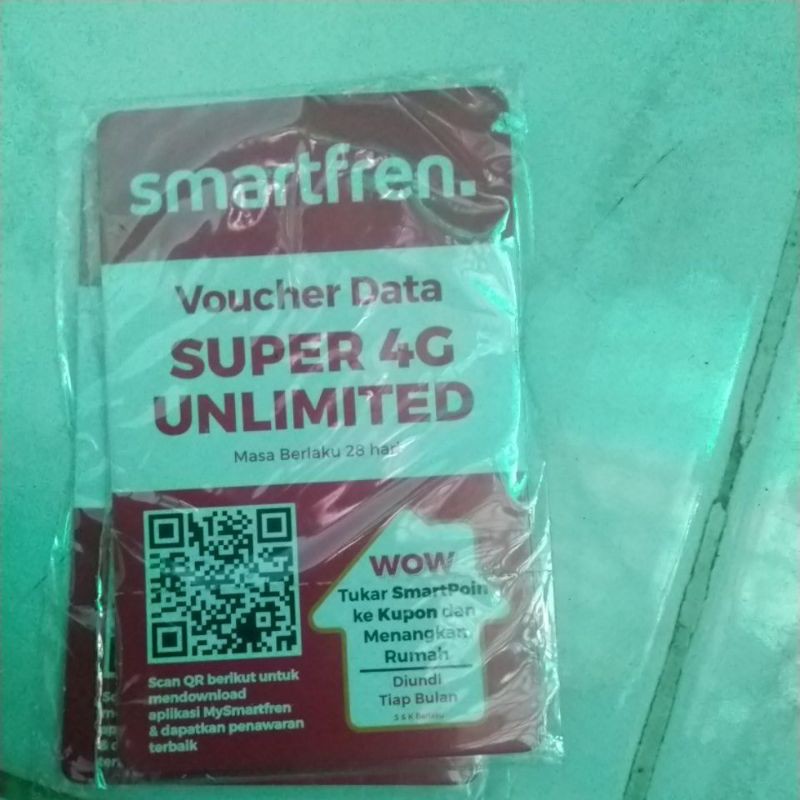 smartfren.
Voucher Data
SUPER 4G
UNLIMITED
Masa Berlaku 28 hari
Scan QR berikut untuk
mendownload
aplikasi MySmartfren
& dapatkan penawaran
terbaik
WOW
Tukar SmartPoin
ke Kupon dan
Menangkan
Rumah
Diundi
Tiap Bulan
S & K Berlaku